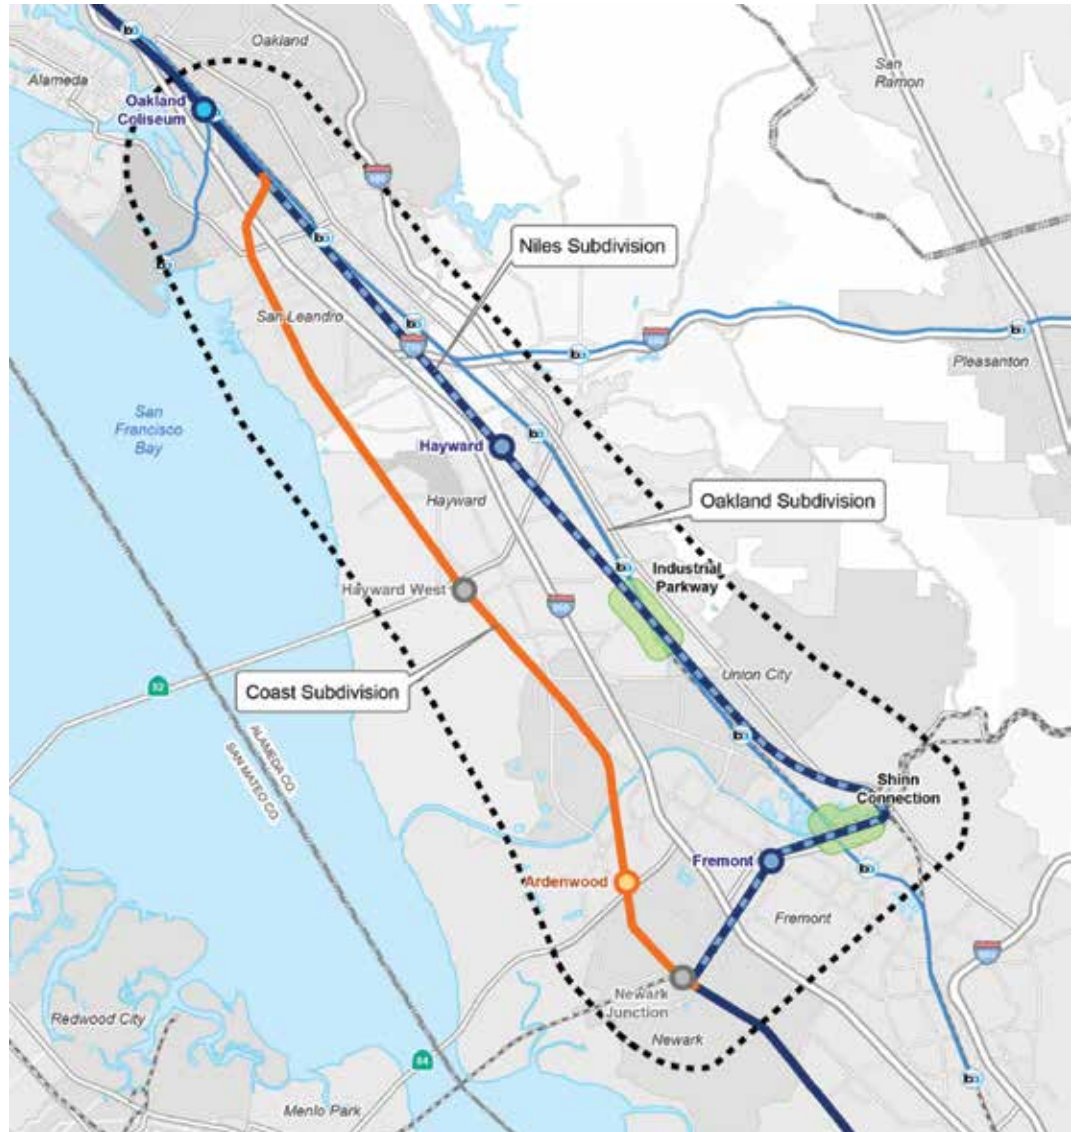 Oakland
San
Ramon
Alameda
Oakland
Coliseum
Niles Subdivision
San Leandro
Pleasanton
San
Francisco
Bay
Hayward
Hayward
Oakland Subdivision
Industrial
Parkway
Hayward West
Union City
92
Coast Subdivision
ALAMEDA CO.
SAN MATEO CO.
Shinn
Connection
Fremont
Ardenwood
Fremont
Newark
Junction
Redwood City
Newark
84
Menlo Park